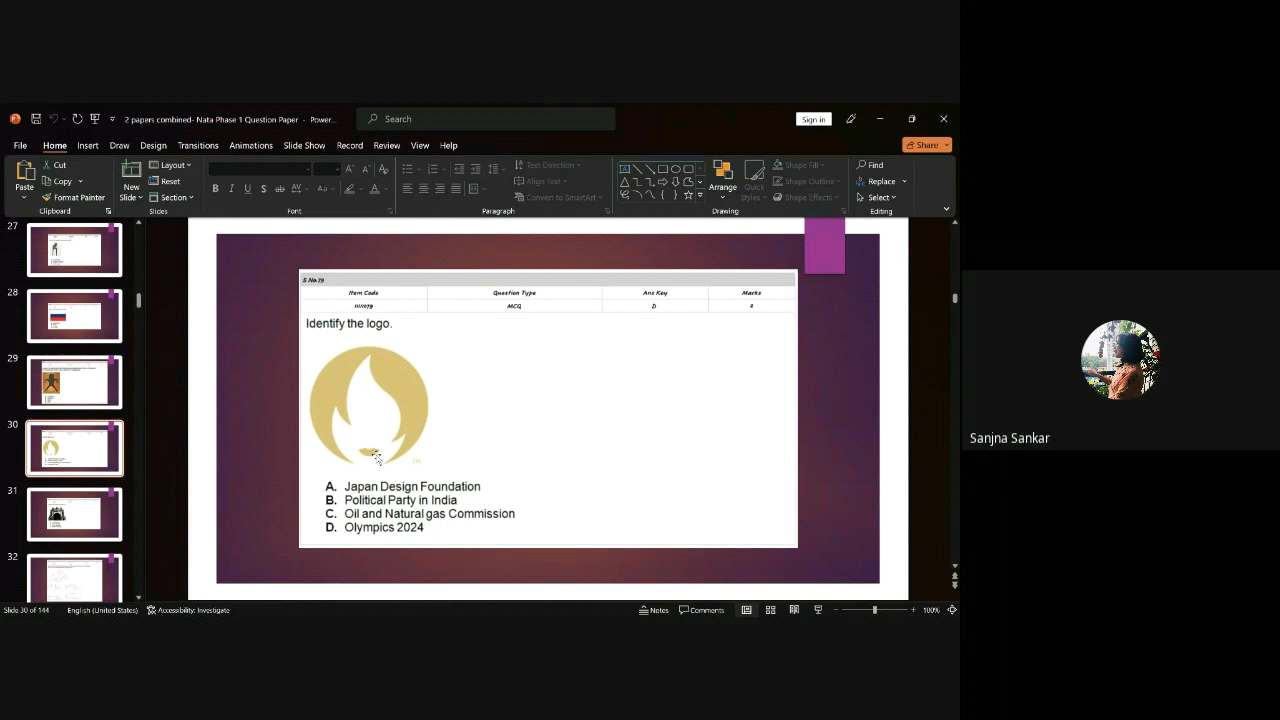 2 papers combined- Nata Phase 1 Question Paper - Power...
Search
Sign in
File Home Insert Draw Design Transitions Animations Slide Show Record Review View Help
Share
Paste
Cut
Copy
Format Painter
Clipboard
New
Slide
Layout
Reset
Section
Slides
Font
Text Direction
Align Text
Convert to SmartArt
Paragraph
Arrange
Quick
Styles
Shape Fill
Shape Outline
Shape Effects
Drawing
Find
Replace
Select
Editing
27
28
29
30
31
32
S No.79
Item Code Question Type Ans Key Marks
MCQ D
Identify the logo.
A. Japan Design Foundation
B. Political Party in India
C. Oil and Natural gas Commission
D. Olympics 2024
Sanjna Sankar
Slide 30 of 144 English (United States) Accessibility: Investigate Notes Comments 100%